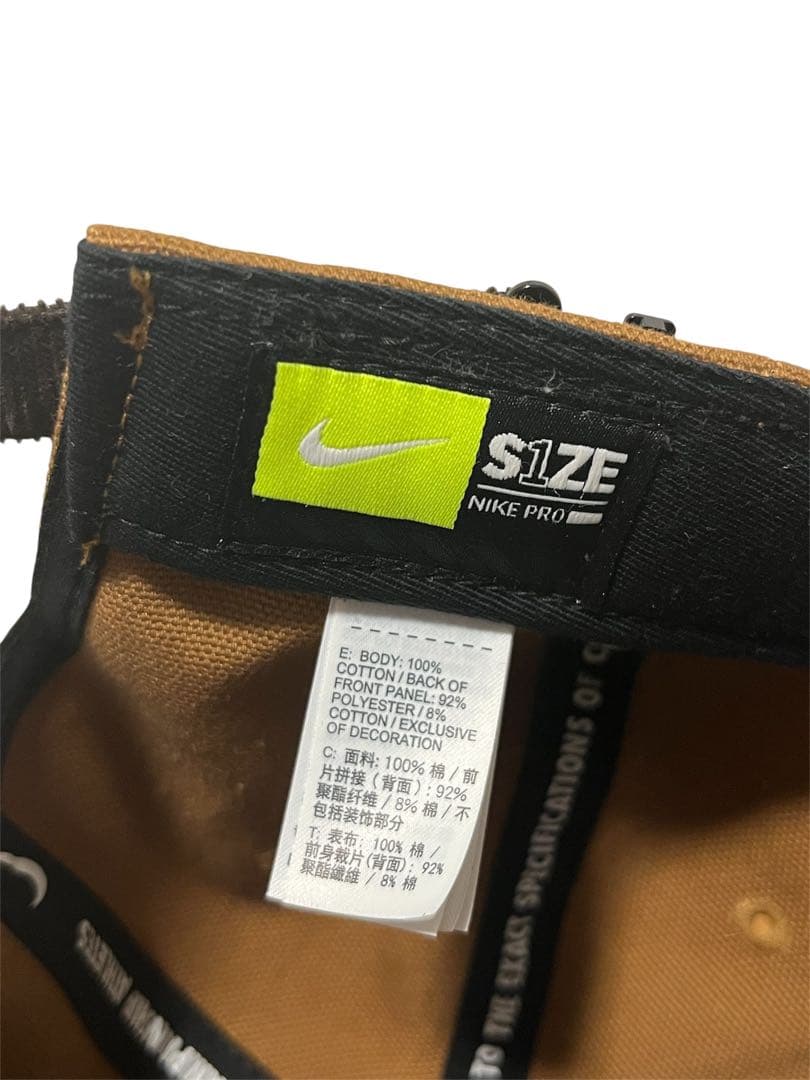 S1ZE
NIKE PRO
E: BODY: 100%
COTTON / BACK OF
FRONT PANEL: 92%
POLYESTER / 8%
COTTON / EXCLUSIVE
OF DECORATION
C: 面料: 100% 棉 / 前
片拼接（背面）: 92%
聚酯纤维 / 8% 棉 / 不
包括装饰部分
T: 表布: 100% 棉 /
前身裁片(背面): 92%
聚酯纖維 / 8% 棉
TO THE EXACT SPECIFICATIONS OF